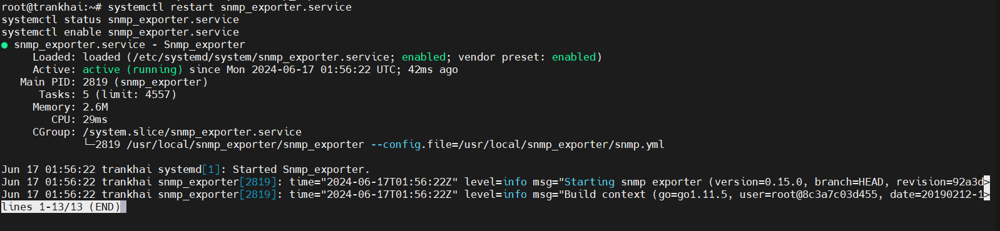 root@trankhai:~# systemctl restart snmp_exporter.service
systemctl status snmp_exporter.service
systemctl enable snmp_exporter.service
● snmp_exporter.service - Snmp_exporter
     Loaded: loaded (/etc/systemd/system/snmp_exporter.service; enabled; vendor preset: enabled)
     Active: active (running) since Mon 2024-06-17 01:56:22 UTC; 42ms ago
   Main PID: 2819 (snmp_exporter)
      Tasks: 5 (limit: 4557)
     Memory: 2.6M
        CPU: 29ms
     CGroup: /system.slice/snmp_exporter.service
             └─2819 /usr/local/snmp_exporter/snmp_exporter --config.file=/usr/local/snmp_exporter/snmp.yml
Jun 17 01:56:22 trankhai systemd[1]: Started Snmp_exporter.
Jun 17 01:56:22 trankhai snmp_exporter[2819]: time="2024-06-17T01:56:22Z" level=info msg="Starting snmp exporter (version=0.15.0, branch=HEAD, revision=92a3d>
Jun 17 01:56:22 trankhai snmp_exporter[2819]: time="2024-06-17T01:56:22Z" level=info msg="Build context (go=go1.11.5, user=root@8c3a7c03d455, date=20190212-1>
lines 1-13/13 (END)